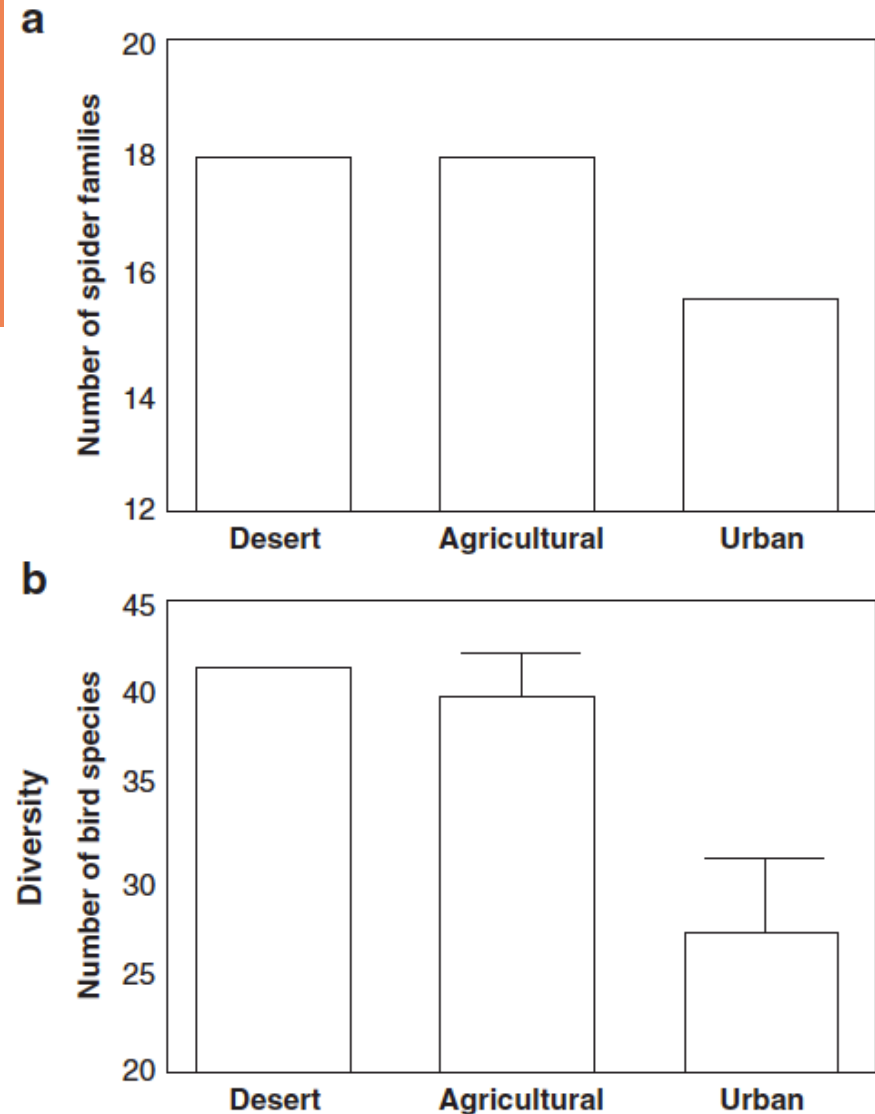 a
Number of spider families
20
18
16
14
12
Desert Agricultural Urban
b
Diversity
Number of bird species
45
40
35
30
25
20
Desert Agricultural Urban